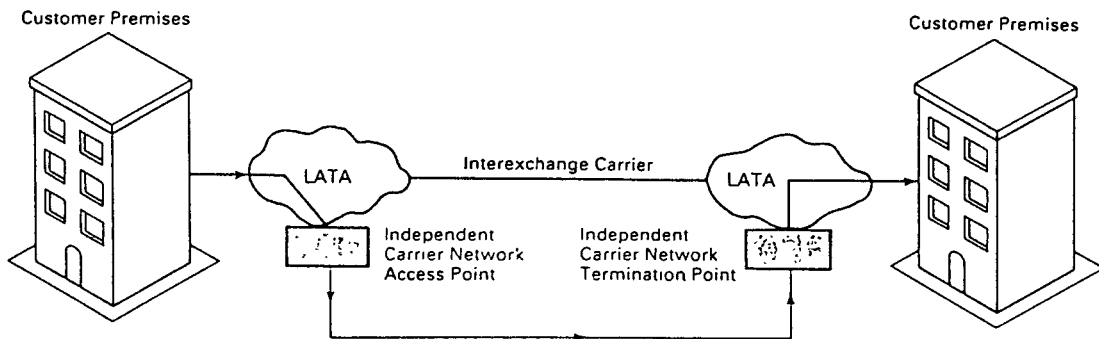 Customer Premises
Customer Premises
LATA
Interexchange Carrier
LATA
Independent
Carrier Network
Access Point
Independent
Carrier Network
Termination Point